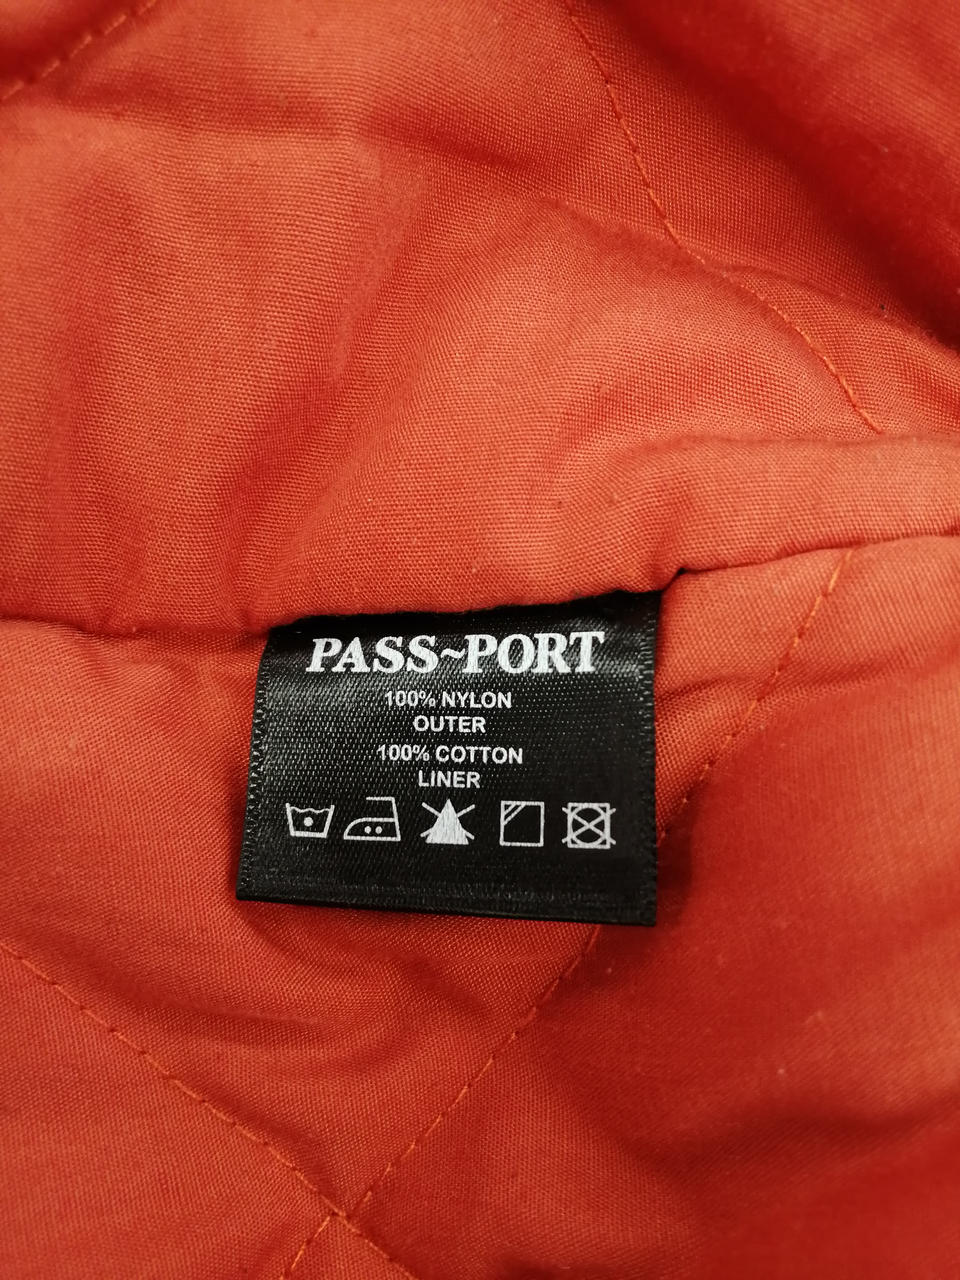 PASS~PORT
100% NYLON
OUTER
100% COTTON
LINER